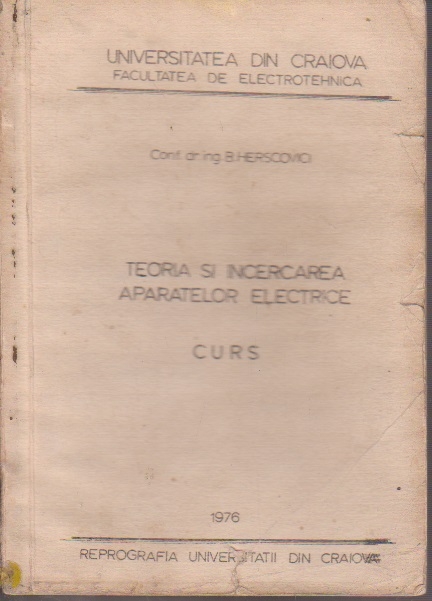 UNIVERSITATEA DIN CRAIOVA
FACULTATEA DE ELECTROTEHNICA
Conf. dr. ing. B. HERSCOVICI
TEORIA SI INCERCAREA
APARATELOR ELECTRICE
CURS
1976
REPROGRAFIA UNIVERSITATII DIN CRAIOVA